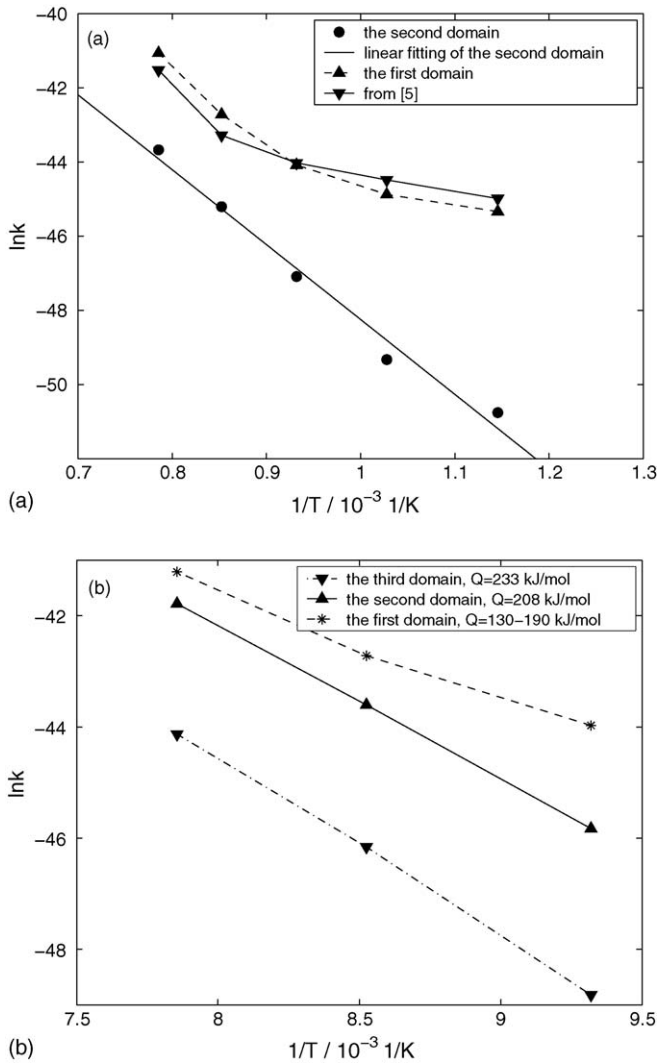 (a)
the second domain
linear fitting of the second domain
the first domain
from [5]
−40
−42
−44
−46
−48
−50
lnk
0.7 0.8 0.9 1 1.1 1.2 1.3
1/T / 10⁻³ 1/K
(a)
(b)
the third domain, Q=233 kJ/mol
the second domain, Q=208 kJ/mol
the first domain, Q=130−190 kJ/mol
−42
−44
−46
−48
lnk
7.5 8 8.5 9 9.5
1/T / 10⁻³ 1/K
(b)